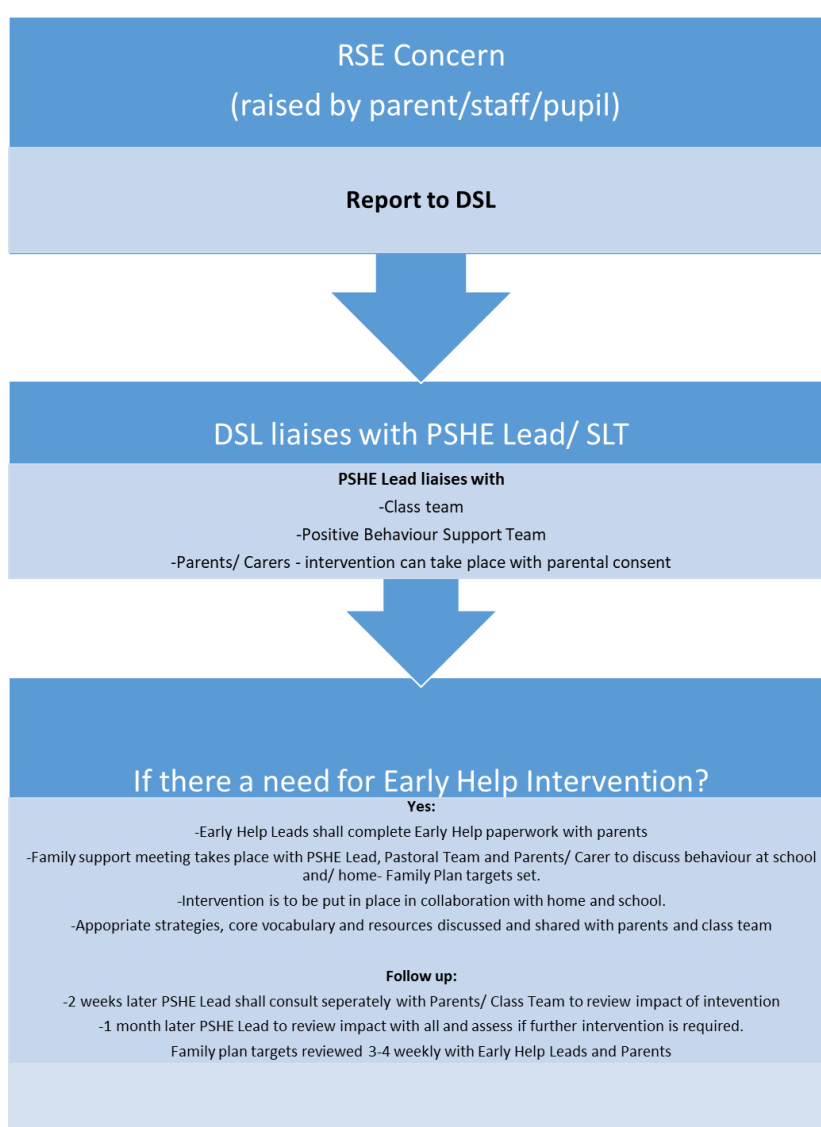 RSE Concern
(raised by parent/staff/pupil)
Report to DSL
DSL liaises with PSHE Lead/ SLT
PSHE Lead liaises with
-Class team
-Positive Behaviour Support Team
-Parents/ Carers - intervention can take place with parental consent
If there a need for Early Help Intervention?
Yes:
-Early Help Leads shall complete Early Help paperwork with parents
-Family support meeting takes place with PSHE Lead, Pastoral Team and Parents/ Carer to discuss behaviour at school
and/ home- Family Plan targets set.
-Intervention is to be put in place in collaboration with home and school.
-Appopriate strategies, core vocabulary and resources discussed and shared with parents and class team
Follow up:
-2 weeks later PSHE Lead shall consult seperately with Parents/ Class Team to review impact of intevention
-1 month later PSHE Lead to review impact with all and assess if further intervention is required.
Family plan targets reviewed 3-4 weekly with Early Help Leads and Parents